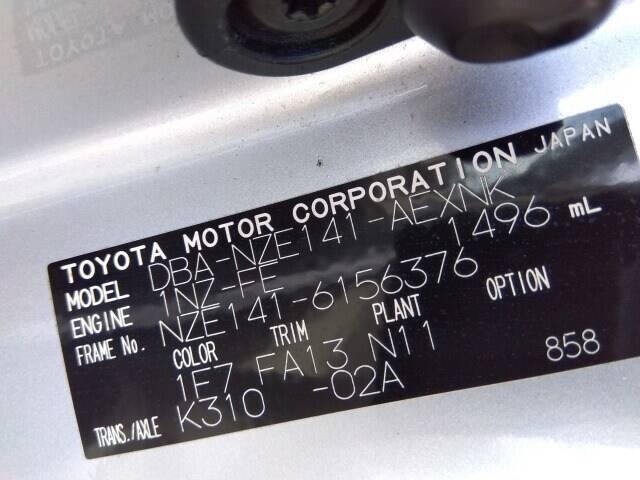 TOYOTA MOTOR CORPORATION JAPAN
MODEL DBA-NZE141-AEXNK
ENGINE 1NZ-FE 1496 mL
FRAME No. NZE141-6156376
COLOR TRIM PLANT OPTION
1E7 FA13 N11
TRANS./AXLE K310 -02A 858